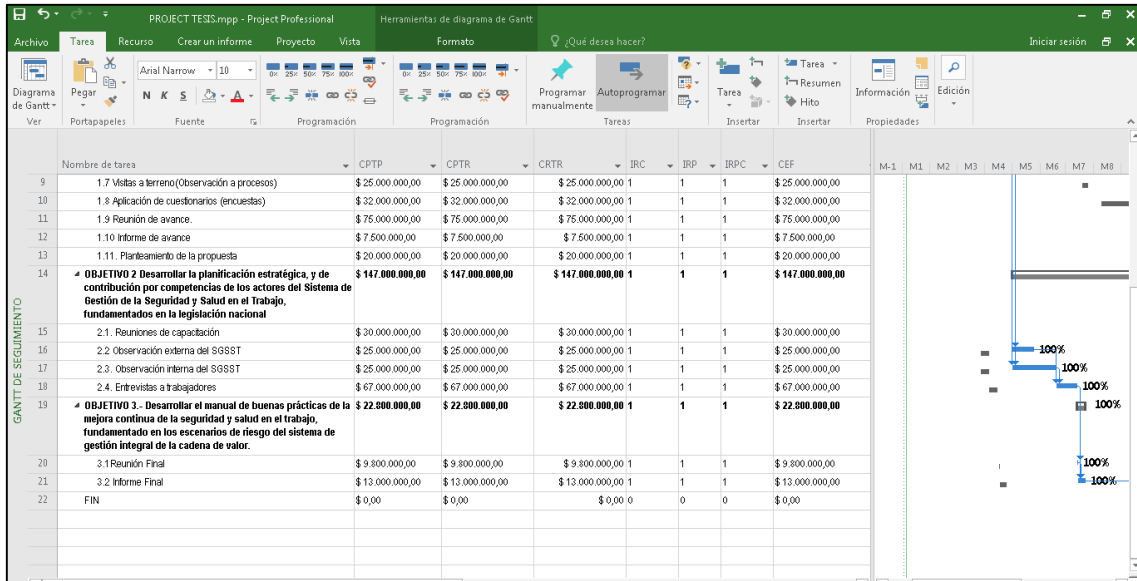 PROJECT TESIS.mpp - Project Professional
Herramientas de diagrama de Gantt
Archivo Tarea Recurso Crear un informe Proyecto Vista Formato ¿Qué desea hacer? Iniciar sesión
Diagrama de Gantt
Ver
Pegar
Portapapeles
Arial Narrow 10
N K S A
Fuente
0× 25× 50× 75× 100×
Programación
0× 25× 50× 75× 100×
Programación
Programar manualmente
Autoprogramar
Tareas
Tarea
Insertar
Tarea
Resumen
Hito
Insertar
Información
Propiedades
Edición
Nombre de tarea CPTP CPTR CRTR IRC IRP IRPC CEF M-1 M1 M2 M3 M4 M5 M6 M7 M8
9 1.7 Visitas a terreno(Observación a procesos) $ 25.000.000,00 $ 25.000.000,00 $ 25.000.000,00 1 1 1 $ 25.000.000,00
10 1.8 Aplicación de cuestionarios (encuestas) $ 32.000.000,00 $ 32.000.000,00 $ 32.000.000,00 1 1 1 $ 32.000.000,00
11 1.9 Reunión de avance. $ 75.000.000,00 $ 75.000.000,00 $ 75.000.000,00 1 1 1 $ 75.000.000,00
12 1.10 Informe de avance $ 7.500.000,00 $ 7.500.000,00 $ 7.500.000,00 1 1 1 $ 7.500.000,00
13 1.11. Planteamiento de la propuesta $ 20.000.000,00 $ 20.000.000,00 $ 20.000.000,00 1 1 1 $ 20.000.000,00
14 OBJETIVO 2 Desarrollar la planificación estratégica, y de $ 147.000.000,00 $ 147.000.000,00 $ 147.000.000,00 1 1 1 $ 147.000.000,00
contribución por competencias de los actores del Sistema de
Gestión de la Seguridad y Salud en el Trabajo,
fundamentados en la legislación nacional
15 2.1. Reuniones de capacitación $ 30.000.000,00 $ 30.000.000,00 $ 30.000.000,00 1 1 1 $ 30.000.000,00
16 2.2 Observación externa del SGSST $ 25.000.000,00 $ 25.000.000,00 $ 25.000.000,00 1 1 1 $ 25.000.000,00 100%
17 2.3. Observación interna del SGSST $ 25.000.000,00 $ 25.000.000,00 $ 25.000.000,00 1 1 1 $ 25.000.000,00 100%
18 2.4. Entrevistas a trabajadores $ 67.000.000,00 $ 67.000.000,00 $ 67.000.000,00 1 1 1 $ 67.000.000,00 100%
19 OBJETIVO 3.- Desarrollar el manual de buenas prácticas de la $ 22.800.000,00 $ 22.800.000,00 $ 22.800.000,00 1 1 1 $ 22.800.000,00 100%
mejora continua de la seguridad y salud en el trabajo,
fundamentado en los escenarios de riesgo del sistema de
gestión integral de la cadena de valor.
20 3.1Reunión Final $ 9.800.000,00 $ 9.800.000,00 $ 9.800.000,00 1 1 1 $ 9.800.000,00 100%
21 3.2 Informe Final $ 13.000.000,00 $ 13.000.000,00 $ 13.000.000,00 1 1 1 $ 13.000.000,00 100%
22 FIN $ 0,00 $ 0,00 $ 0,00 0 0 0 $ 0,00
GANTT DE SEGUIMIENTO